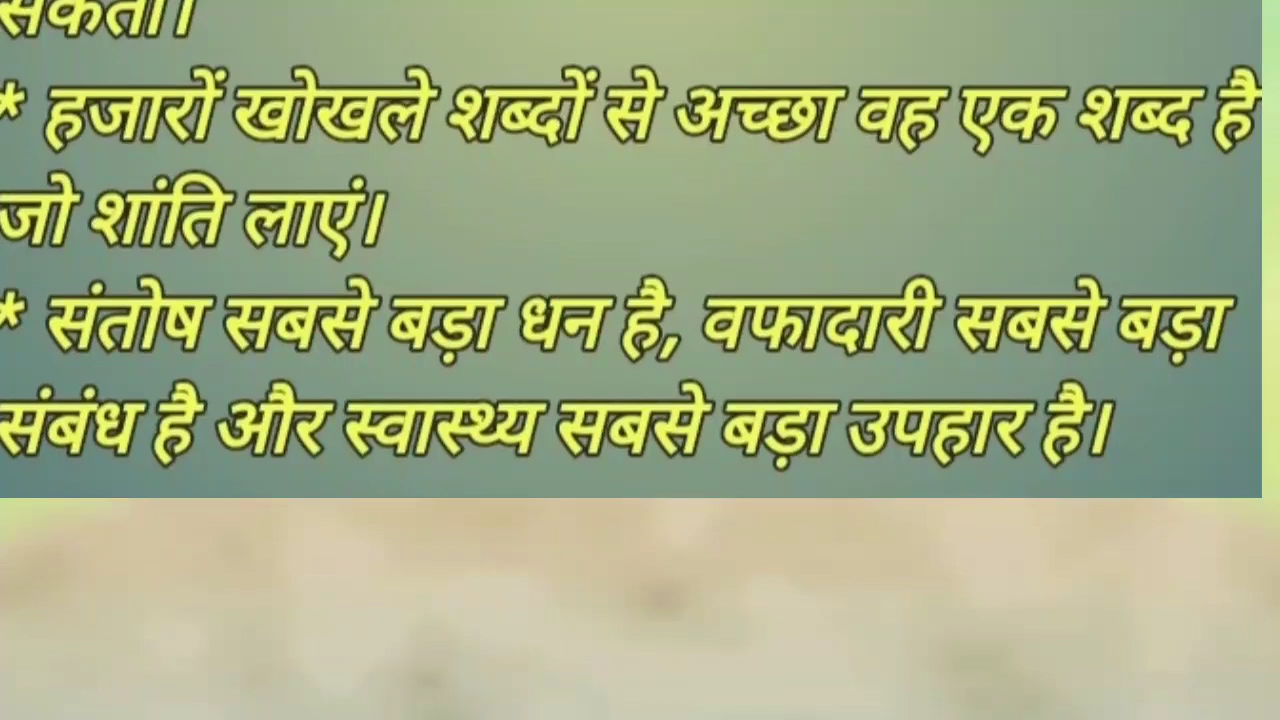 सकता।
* हजारों खोखले शब्दों से अच्छा वह एक शब्द है
जो शांति लाएं।
* संतोष सबसे बड़ा धन है, वफादारी सबसे बड़ा
संबंध है और स्वास्थ्य सबसे बड़ा उपहार है।